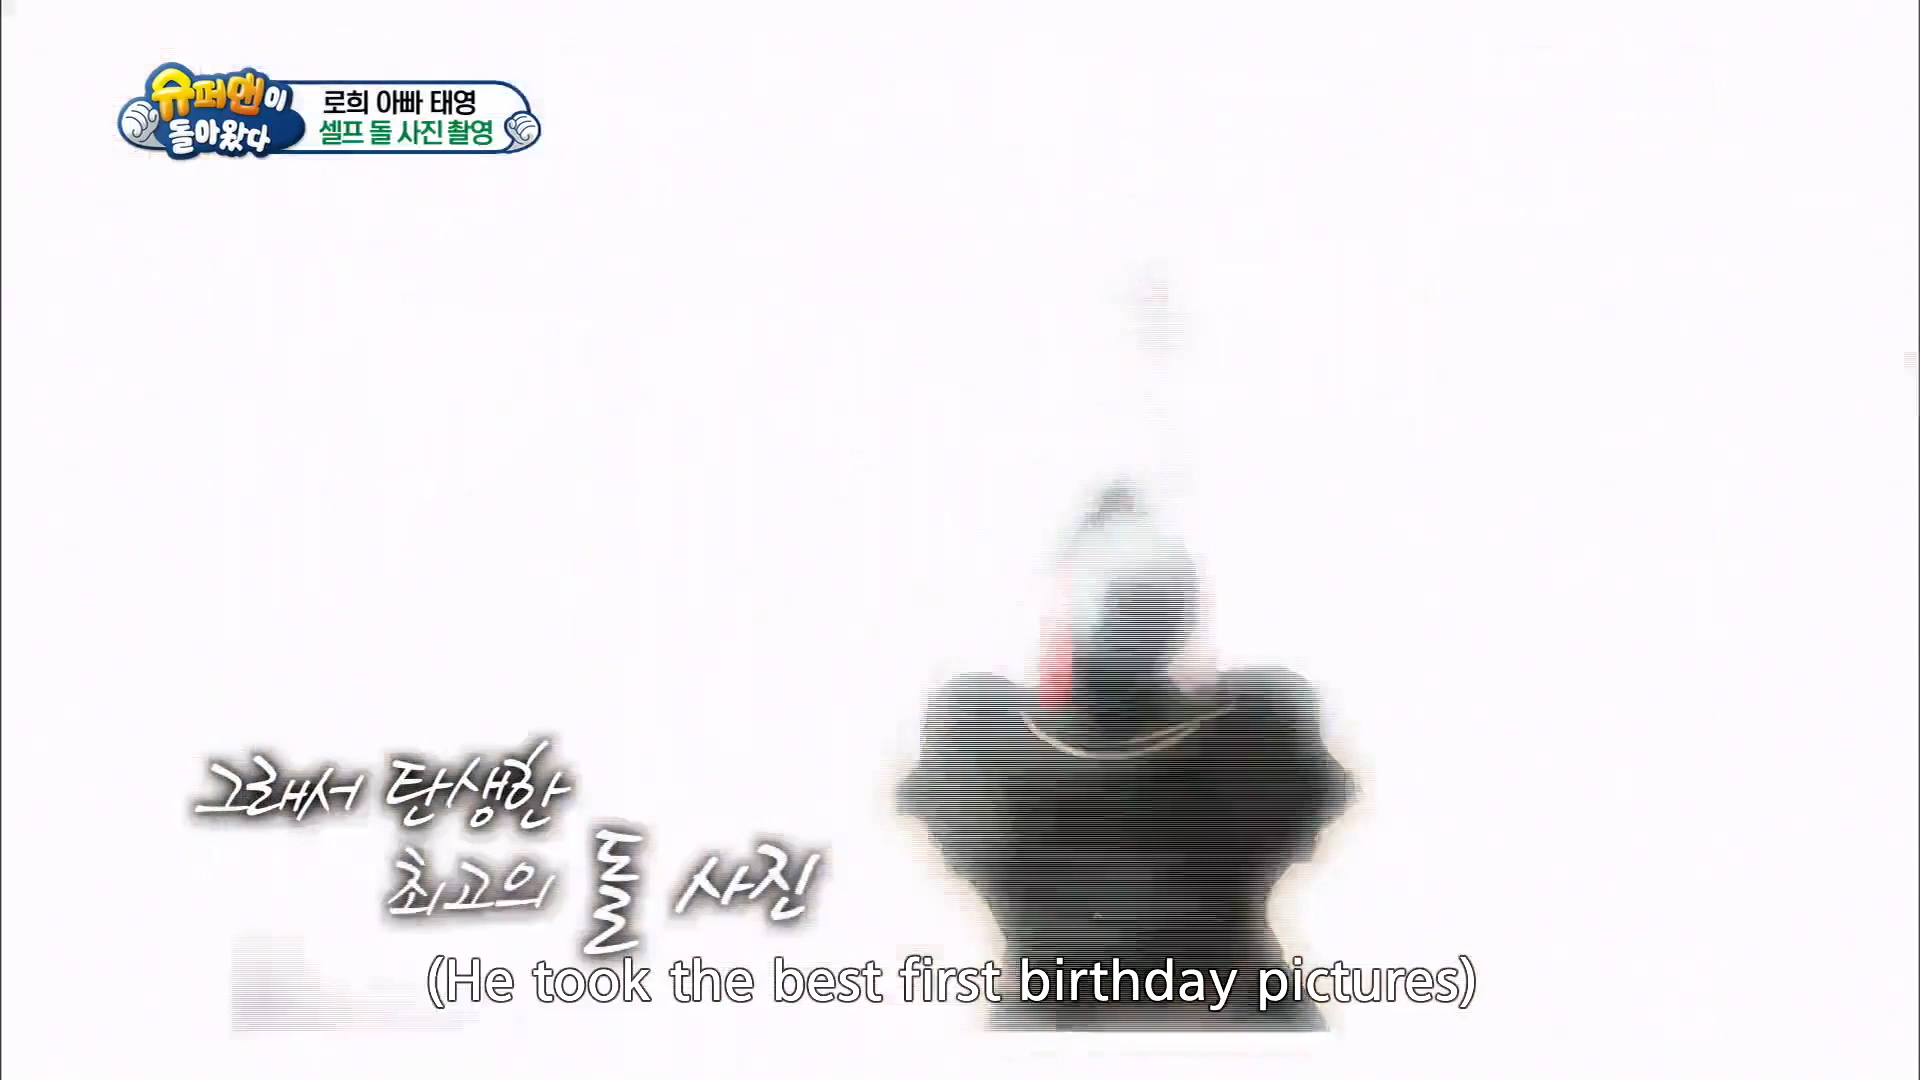 슈퍼맨이
돌아왔다
로희 아빠 태영
셀프 돌 사진 촬영
그래서 탄생한
최고의 돌 사진
(He took the best first birthday pictures)